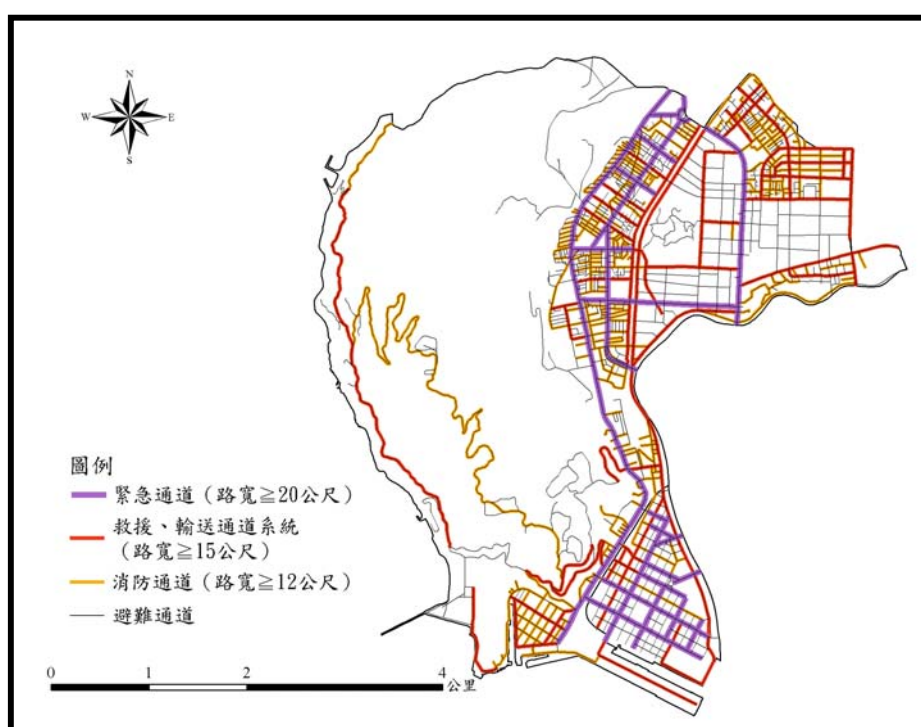 N
W E
S
圖例
緊急通道（路寬≧20公尺）
救援、輸送通道系統
（路寬≧15公尺）
消防通道（路寬≧12公尺）
避難通道
0 1 2 4
公里